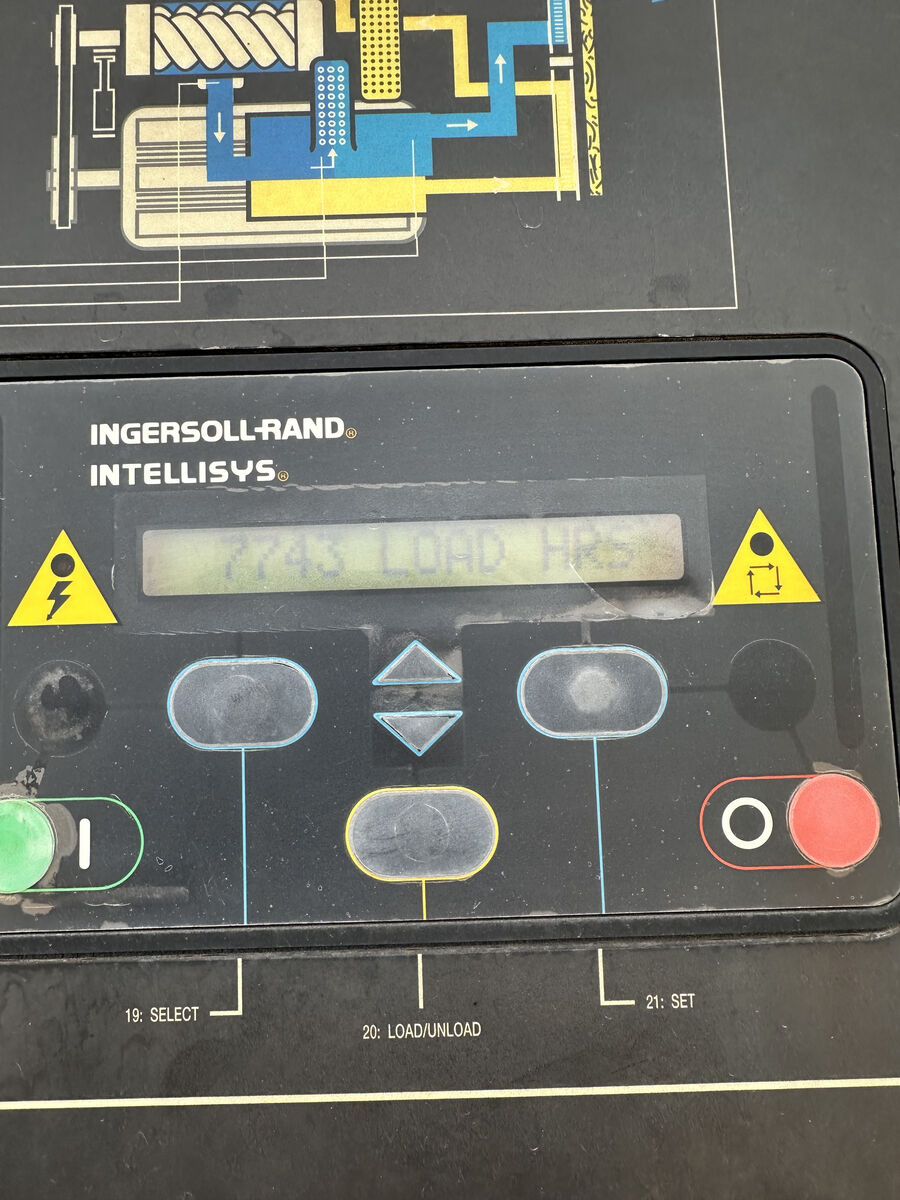 INGERSOLL-RAND®
INTELLISYS®
7743 LOAD HRS
I
O
19: SELECT
20: LOAD/UNLOAD
21: SET